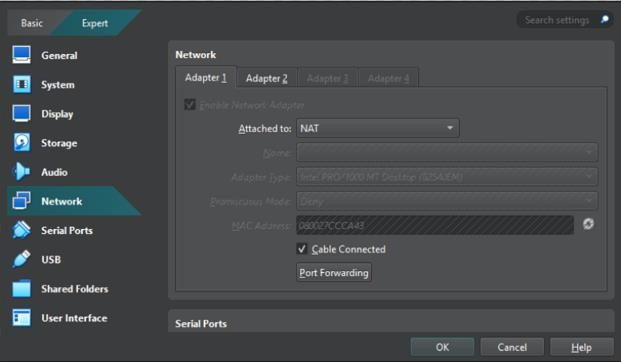 Basic
Expert
Search settings
General
System
Display
Storage
Audio
Network
Serial Ports
USB
Shared Folders
User Interface
Network
Adapter 1
Adapter 2
Adapter 3
Adapter 4
Enable Network Adapter
Attached to: NAT
Name:
Adapter Type: Intel PRO/1000 MT Desktop (82540EM)
Promiscuous Mode: Deny
MAC Address: 080027CCCA43
Cable Connected
Port Forwarding
Serial Ports
OK
Cancel
Help